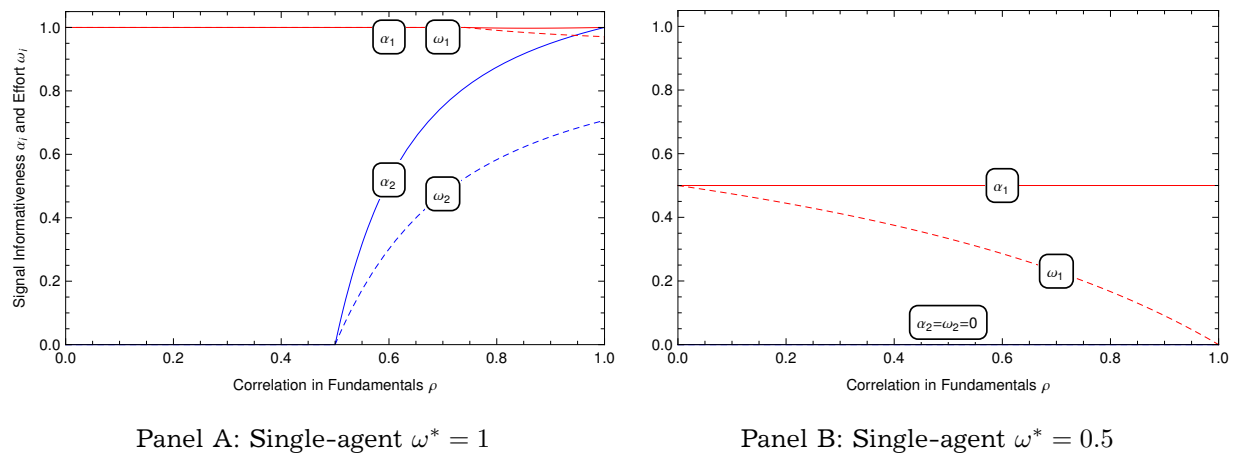 Signal Informativeness αᵢ and Effort ωᵢ
1.0
0.8
0.6
0.4
0.2
0.0
α₁
ω₁
α₂
ω₂
0.0 0.2 0.4 0.6 0.8 1.0
Correlation in Fundamentals ρ
Panel A: Single-agent ω* = 1
1.0
0.8
0.6
0.4
0.2
0.0
α₁
ω₁
α₂=ω₂=0
0.0 0.2 0.4 0.6 0.8 1.0
Correlation in Fundamentals ρ
Panel B: Single-agent ω* = 0.5